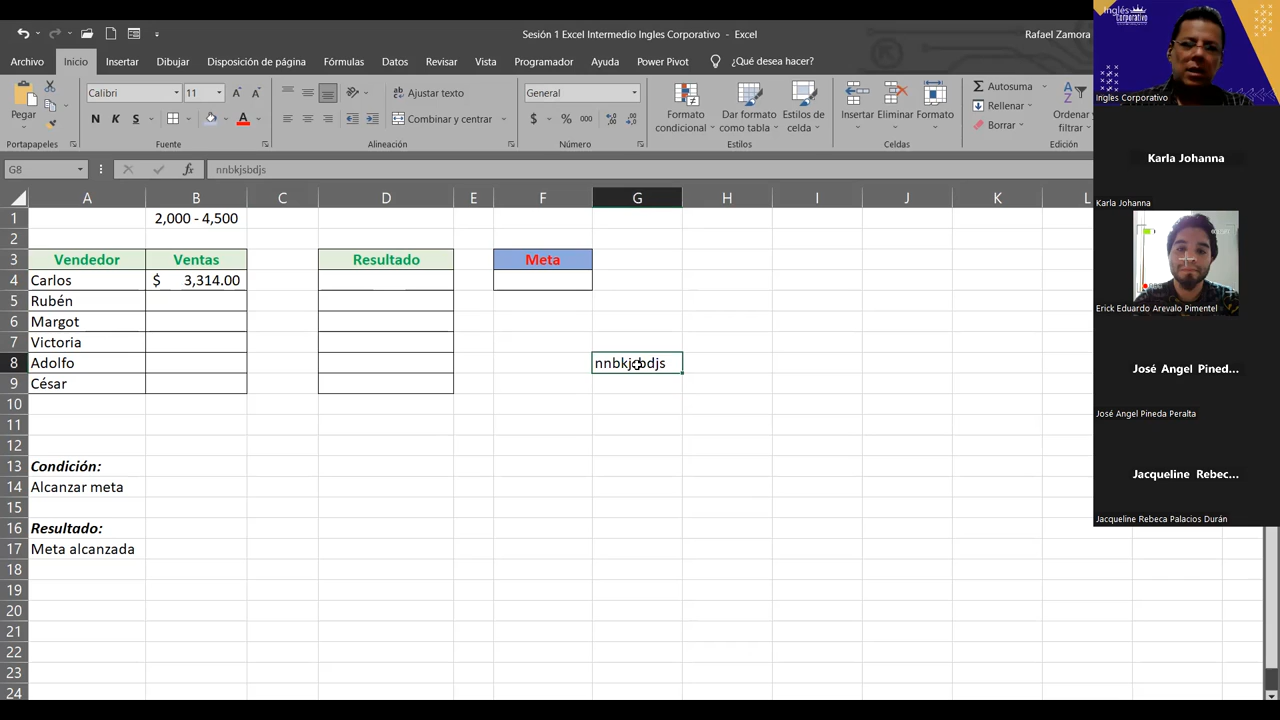 Sesión 1 Excel Intermedio Ingles Corporativo - Excel
Rafael Zamora
Archivo Inicio Insertar Dibujar Disposición de página Fórmulas Datos Revisar Vista Programador Ayuda Power Pivot ¿Qué desea hacer?
Pegar
Calibri 11
N K S
Ajustar texto
Combinar y centrar
General
$ % 000
Formato condicional
Dar formato como tabla
Estilos de celda
Insertar Eliminar Formato
Autosuma
Rellenar
Borrar
Ordenar y filtrar
Portapapeles Fuente Alineación Número Estilos Celdas Edición
G8 fx nnbkjsbdjs
A B C D E F G H I J K L
1 2,000 - 4,500
2
3 Vendedor Ventas Resultado Meta
4 Carlos $ 3,314.00
5 Rubén
6 Margot
7 Victoria
8 Adolfo nnbkjsbdjs
9 César
10
11
12
13 Condición:
14 Alcanzar meta
15
16 Resultado:
17 Meta alcanzada
18
19
20
21
22
23
24
Inglés
Corporativo
Ingles Corporativo
Karla Johanna
Karla Johanna
Erick Eduardo Arevalo Pimentel
José Angel Pined...
José Angel Pineda Peralta
Jacqueline Rebec...
Jacqueline Rebeca Palacios Durán